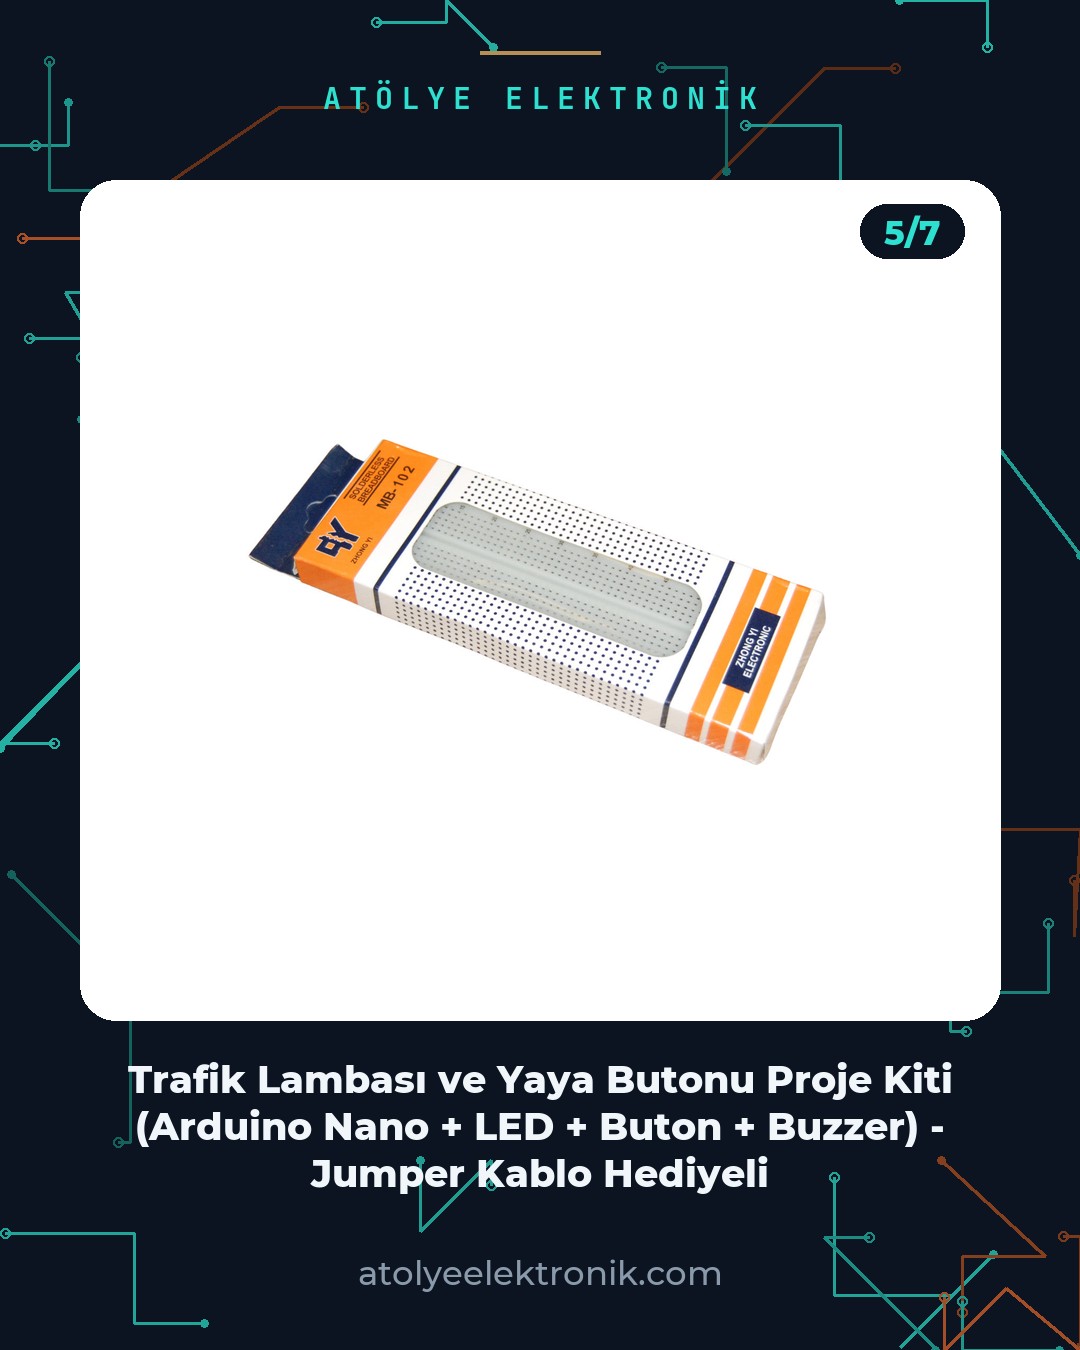 ATÖLYE ELEKTRONİK
5/7
SOLDERLESS
BREADBOARD
MB-102
ZHONG YI
ZHONG YI
ELECTRONIC
Trafik Lambası ve Yaya Butonu Proje Kiti
(Arduino Nano + LED + Buton + Buzzer) -
Jumper Kablo Hediyeli
atolyeelektronik.com